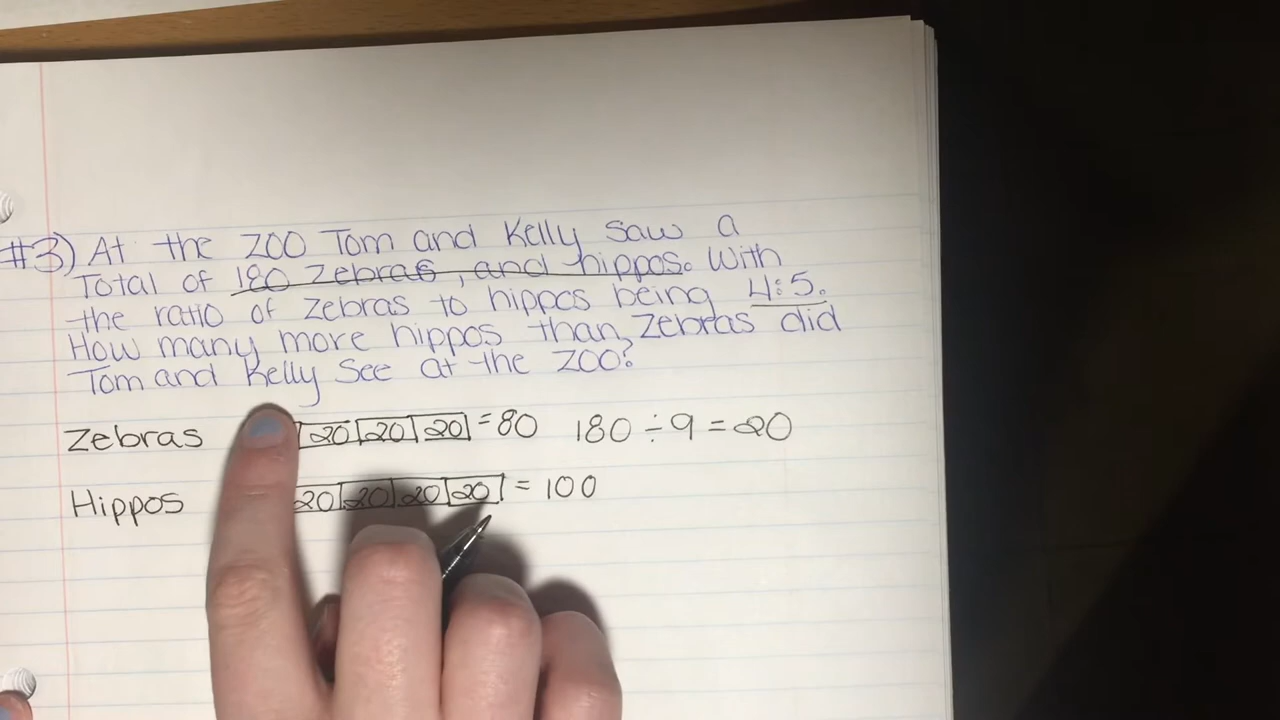 #3) At the zoo Tom and Kelly saw a
Total of 180 zebras, and hippos. With
the ratio of zebras to hippos being 4:5.
How many more hippos than, zebras did
Tom and Kelly see at the zoo?
Zebras 20 20 20 = 80 180 ÷ 9 = 20
Hippos 20 20 20 20 = 100